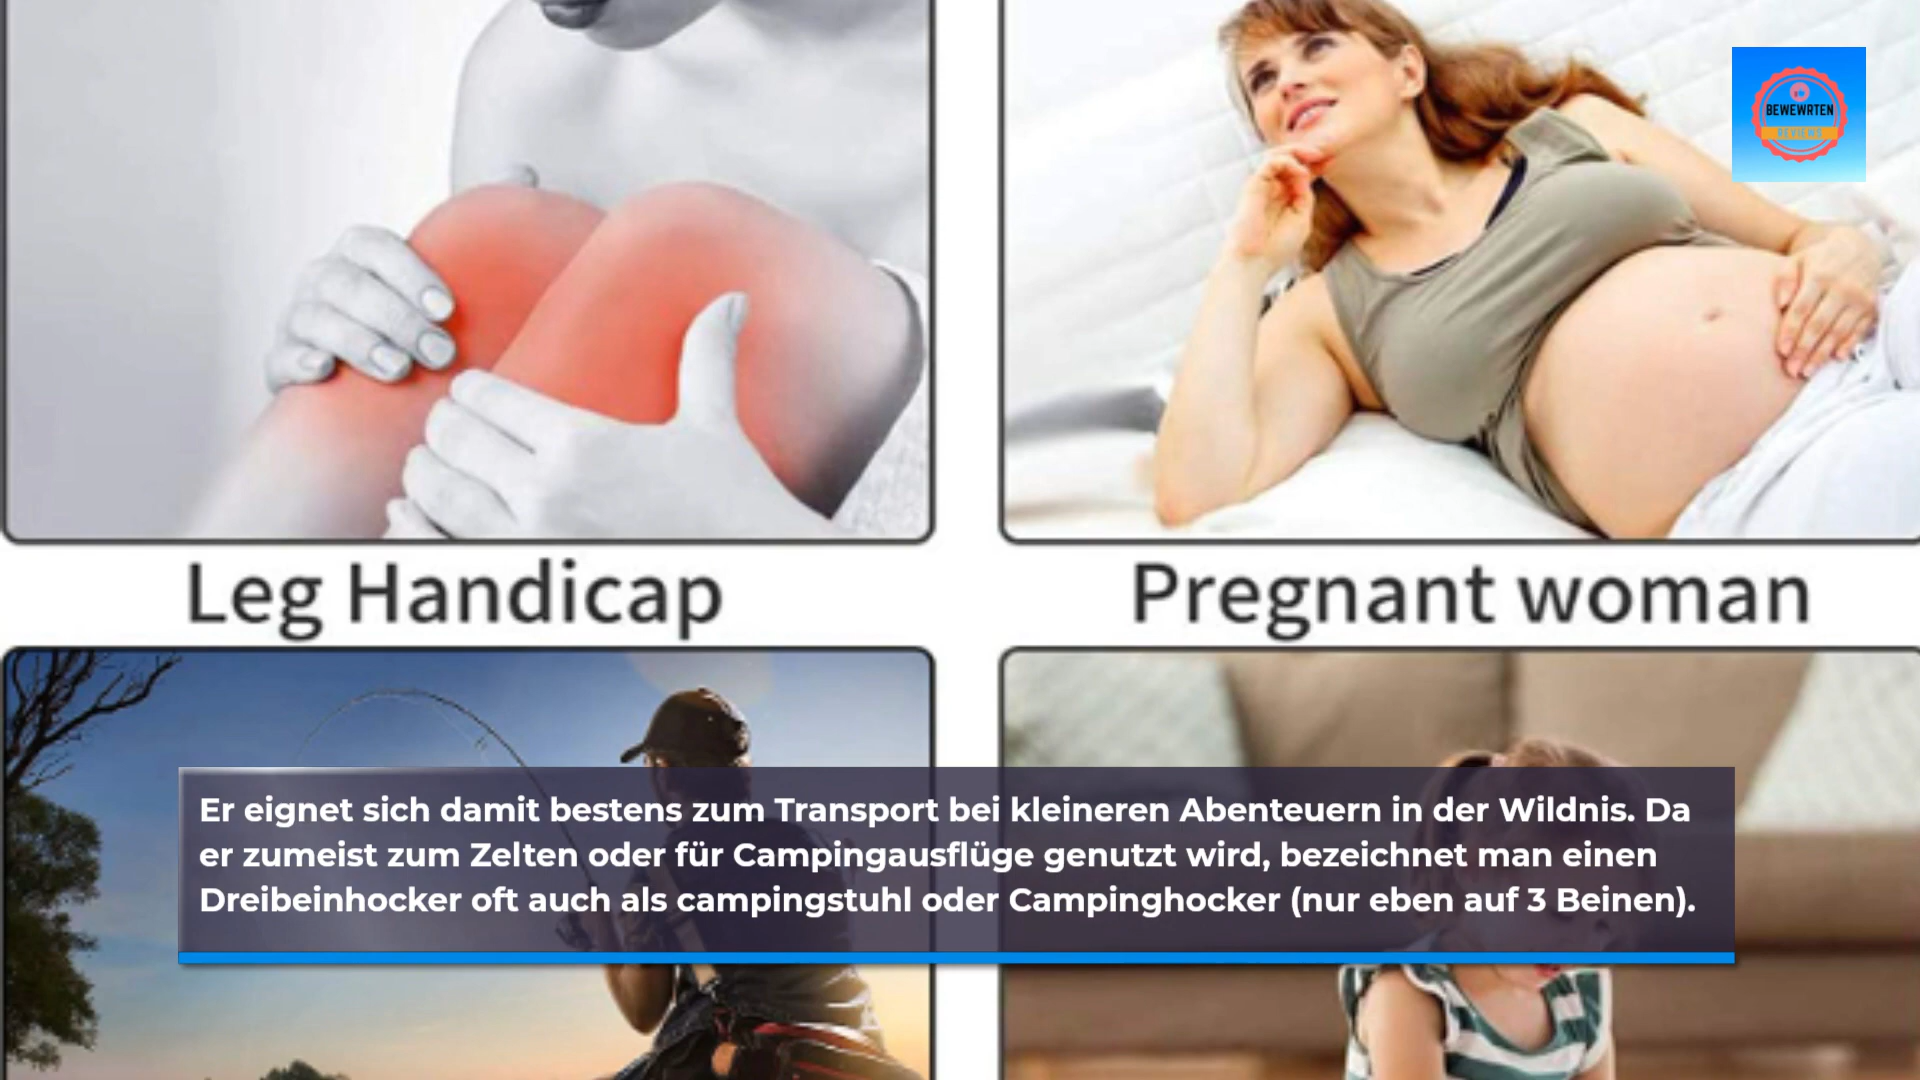 BEWEWRTEN
REVIEWS
Leg Handicap
Pregnant woman
Er eignet sich damit bestens zum Transport bei kleineren Abenteuern in der Wildnis. Da
er zumeist zum Zelten oder für Campingausflüge genutzt wird, bezeichnet man einen
Dreibeinhocker oft auch als campingstuhl oder Campinghocker (nur eben auf 3 Beinen).